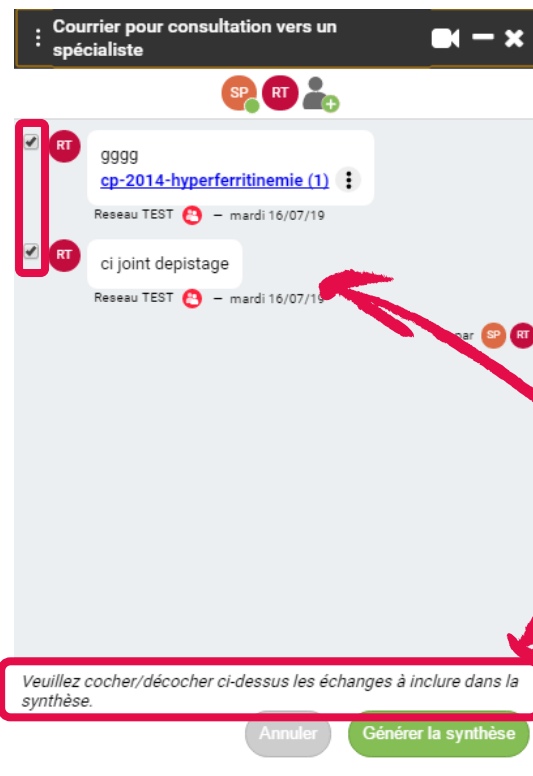 Courrier pour consultation vers un
spécialiste
SP RT
RT
gggg
cp-2014-hyperferritinemie (1)
Reseau TEST – mardi 16/07/19
RT
ci joint depistage
Reseau TEST – mardi 16/07/19
par SP RT
Veuillez cocher/décocher ci-dessus les échanges à inclure dans la
synthèse.
Annuler Générer la synthèse